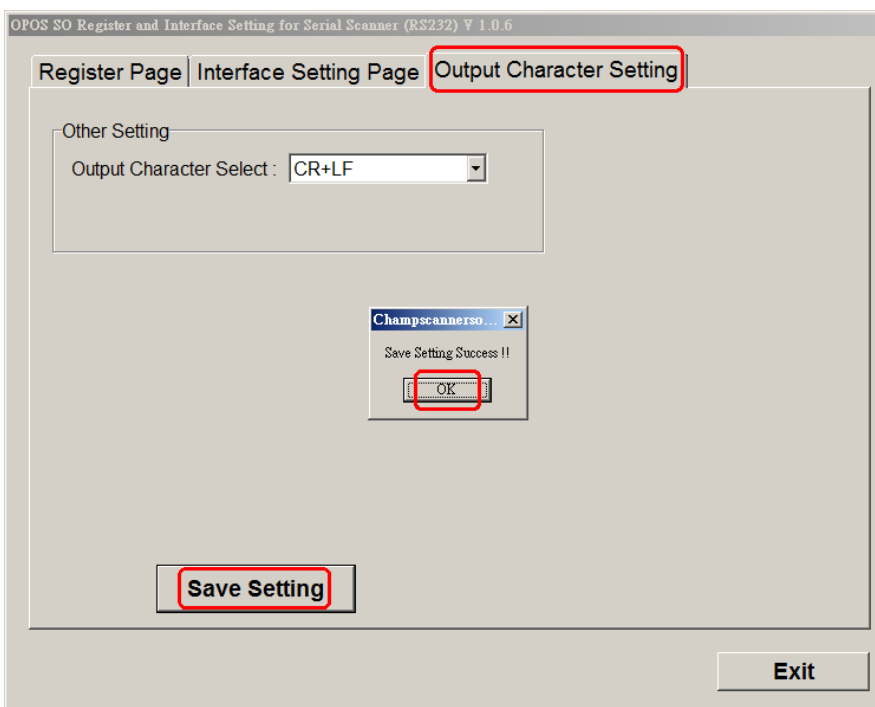 OPOS SO Register and Interface Setting for Serial Scanner (RS232) V 1.0.6
Register Page Interface Setting Page Output Character Setting
Other Setting
Output Character Select : CR+LF
Champscannerso...
Save Setting Success !!
OK
Save Setting
Exit